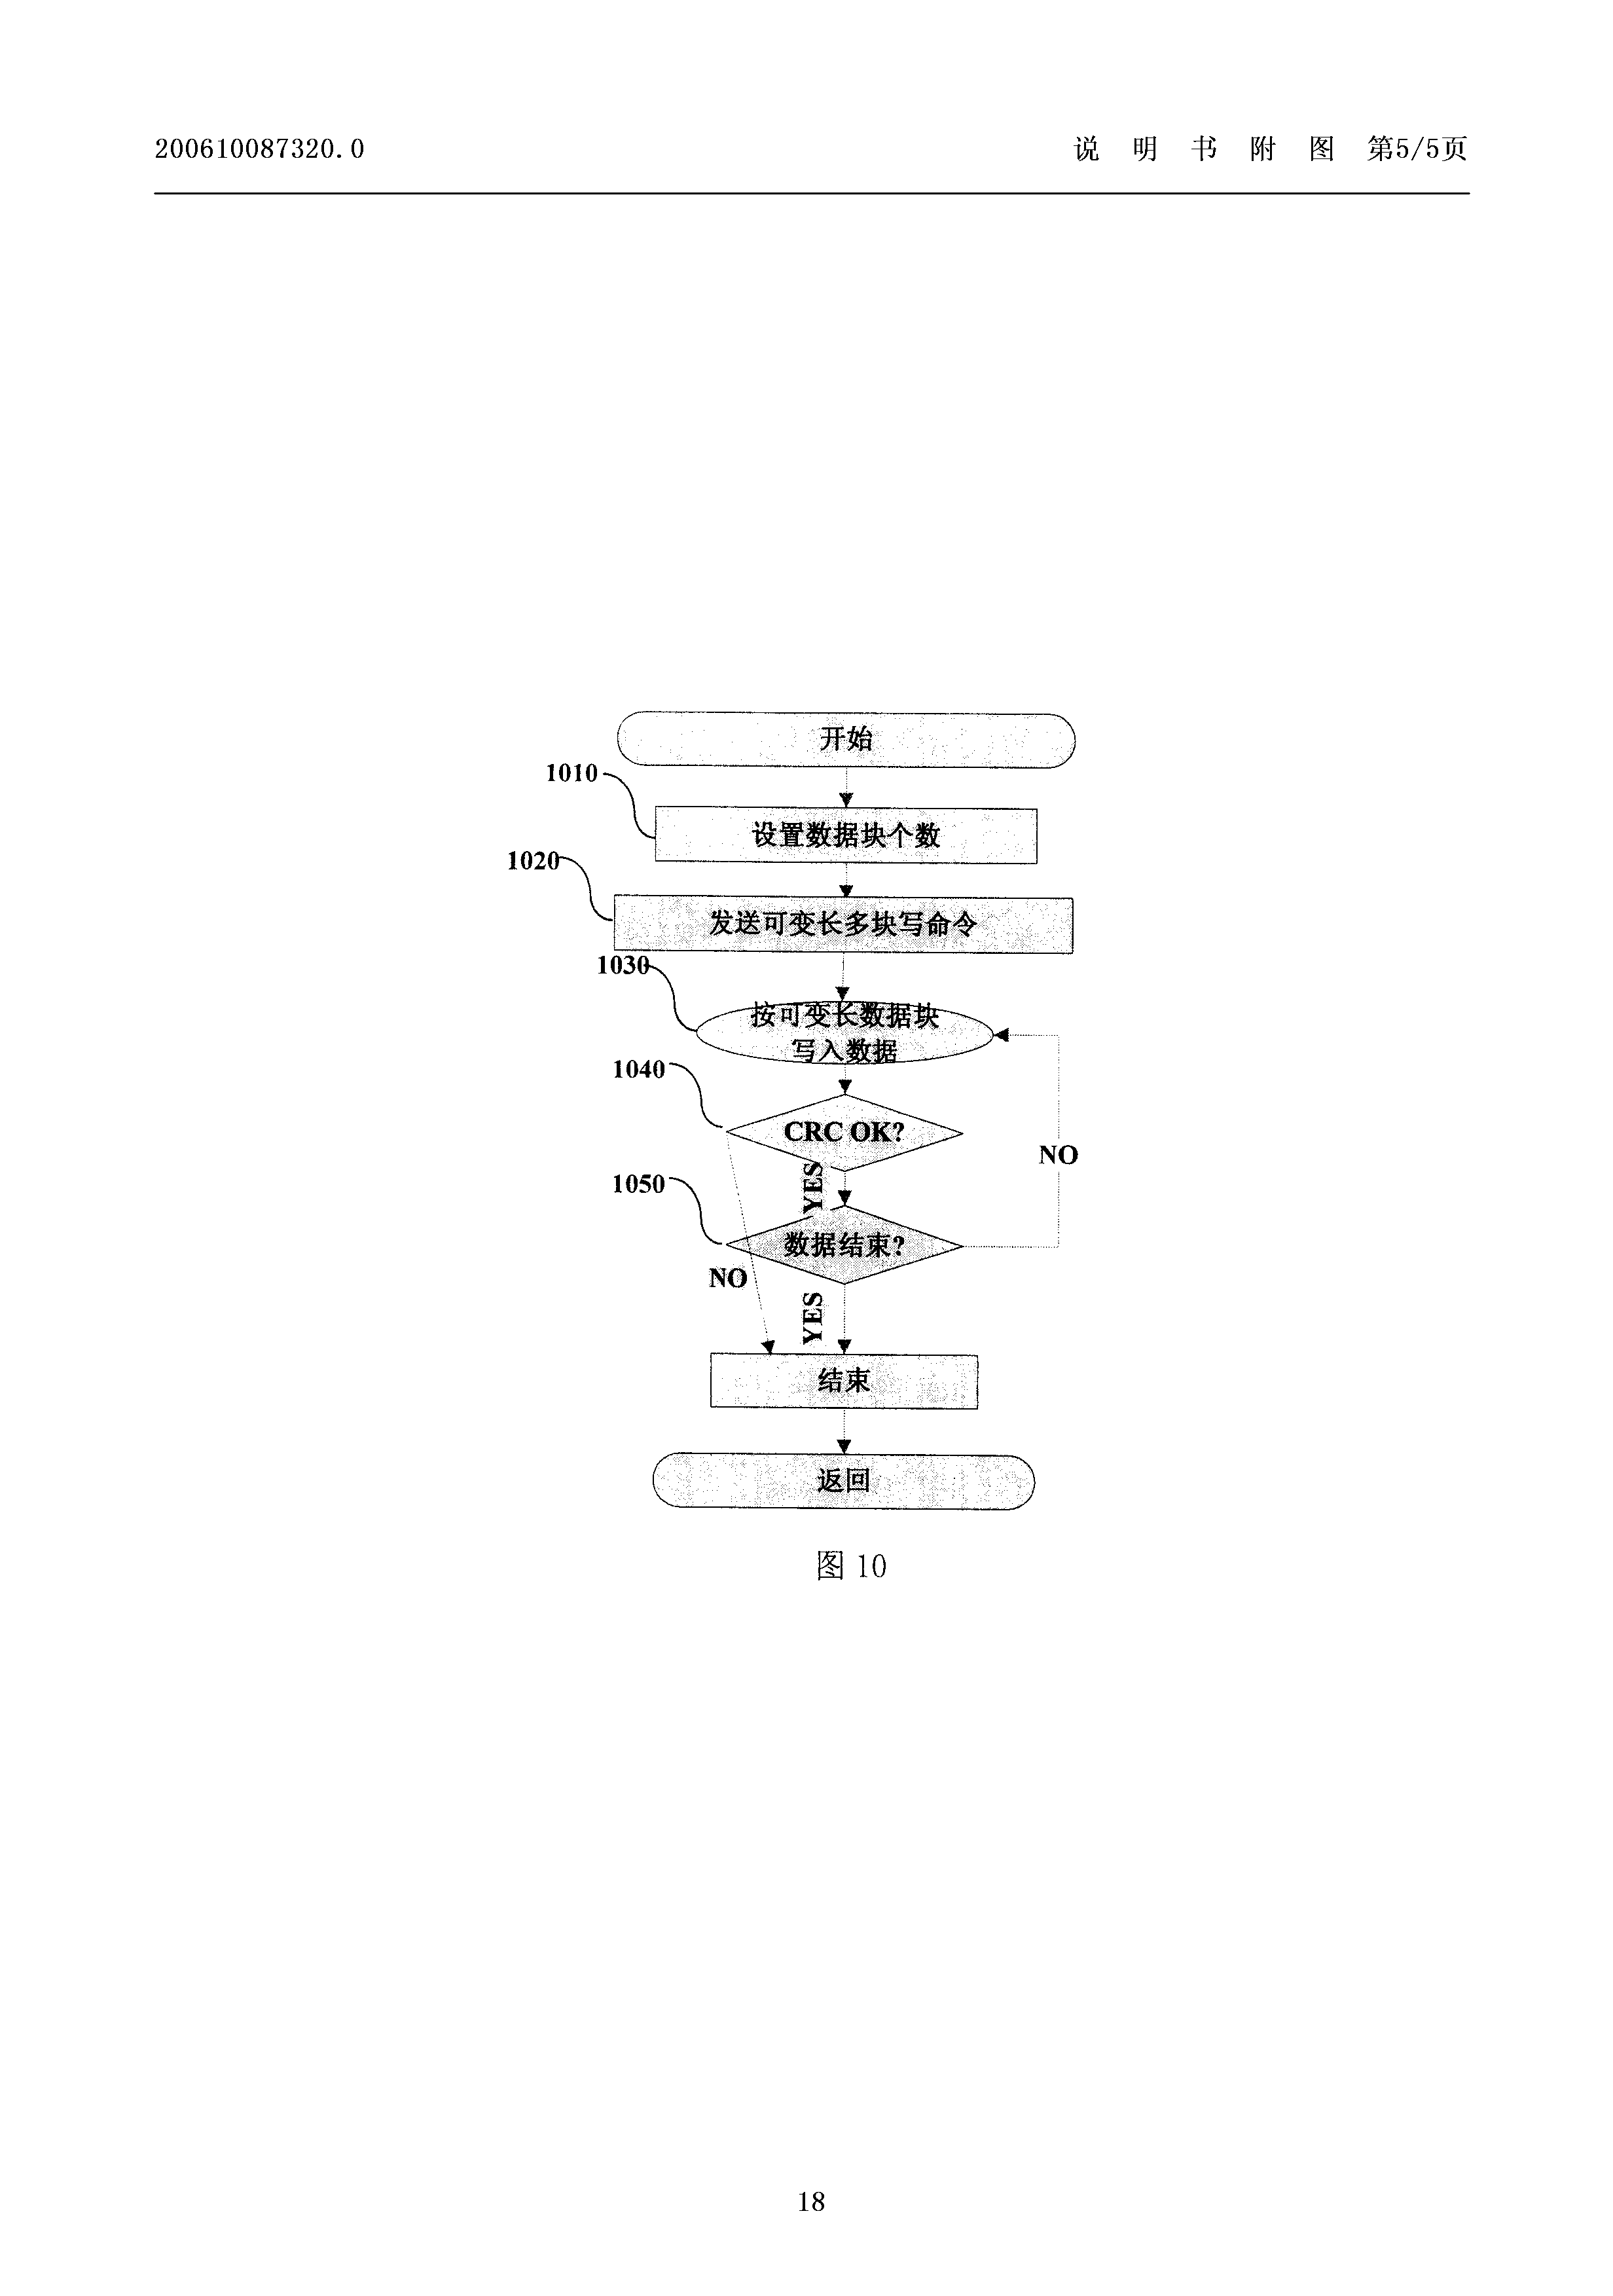 200610087320.0
说明书附图 第5/5页
开始
1010
设置数据块个数
1020
发送可变长多块写命令
1030
按可变长数据块
写入数据
1040
CRC OK?
NO
YES
1050
数据结束?
NO
YES
结束
返回
图 10
18